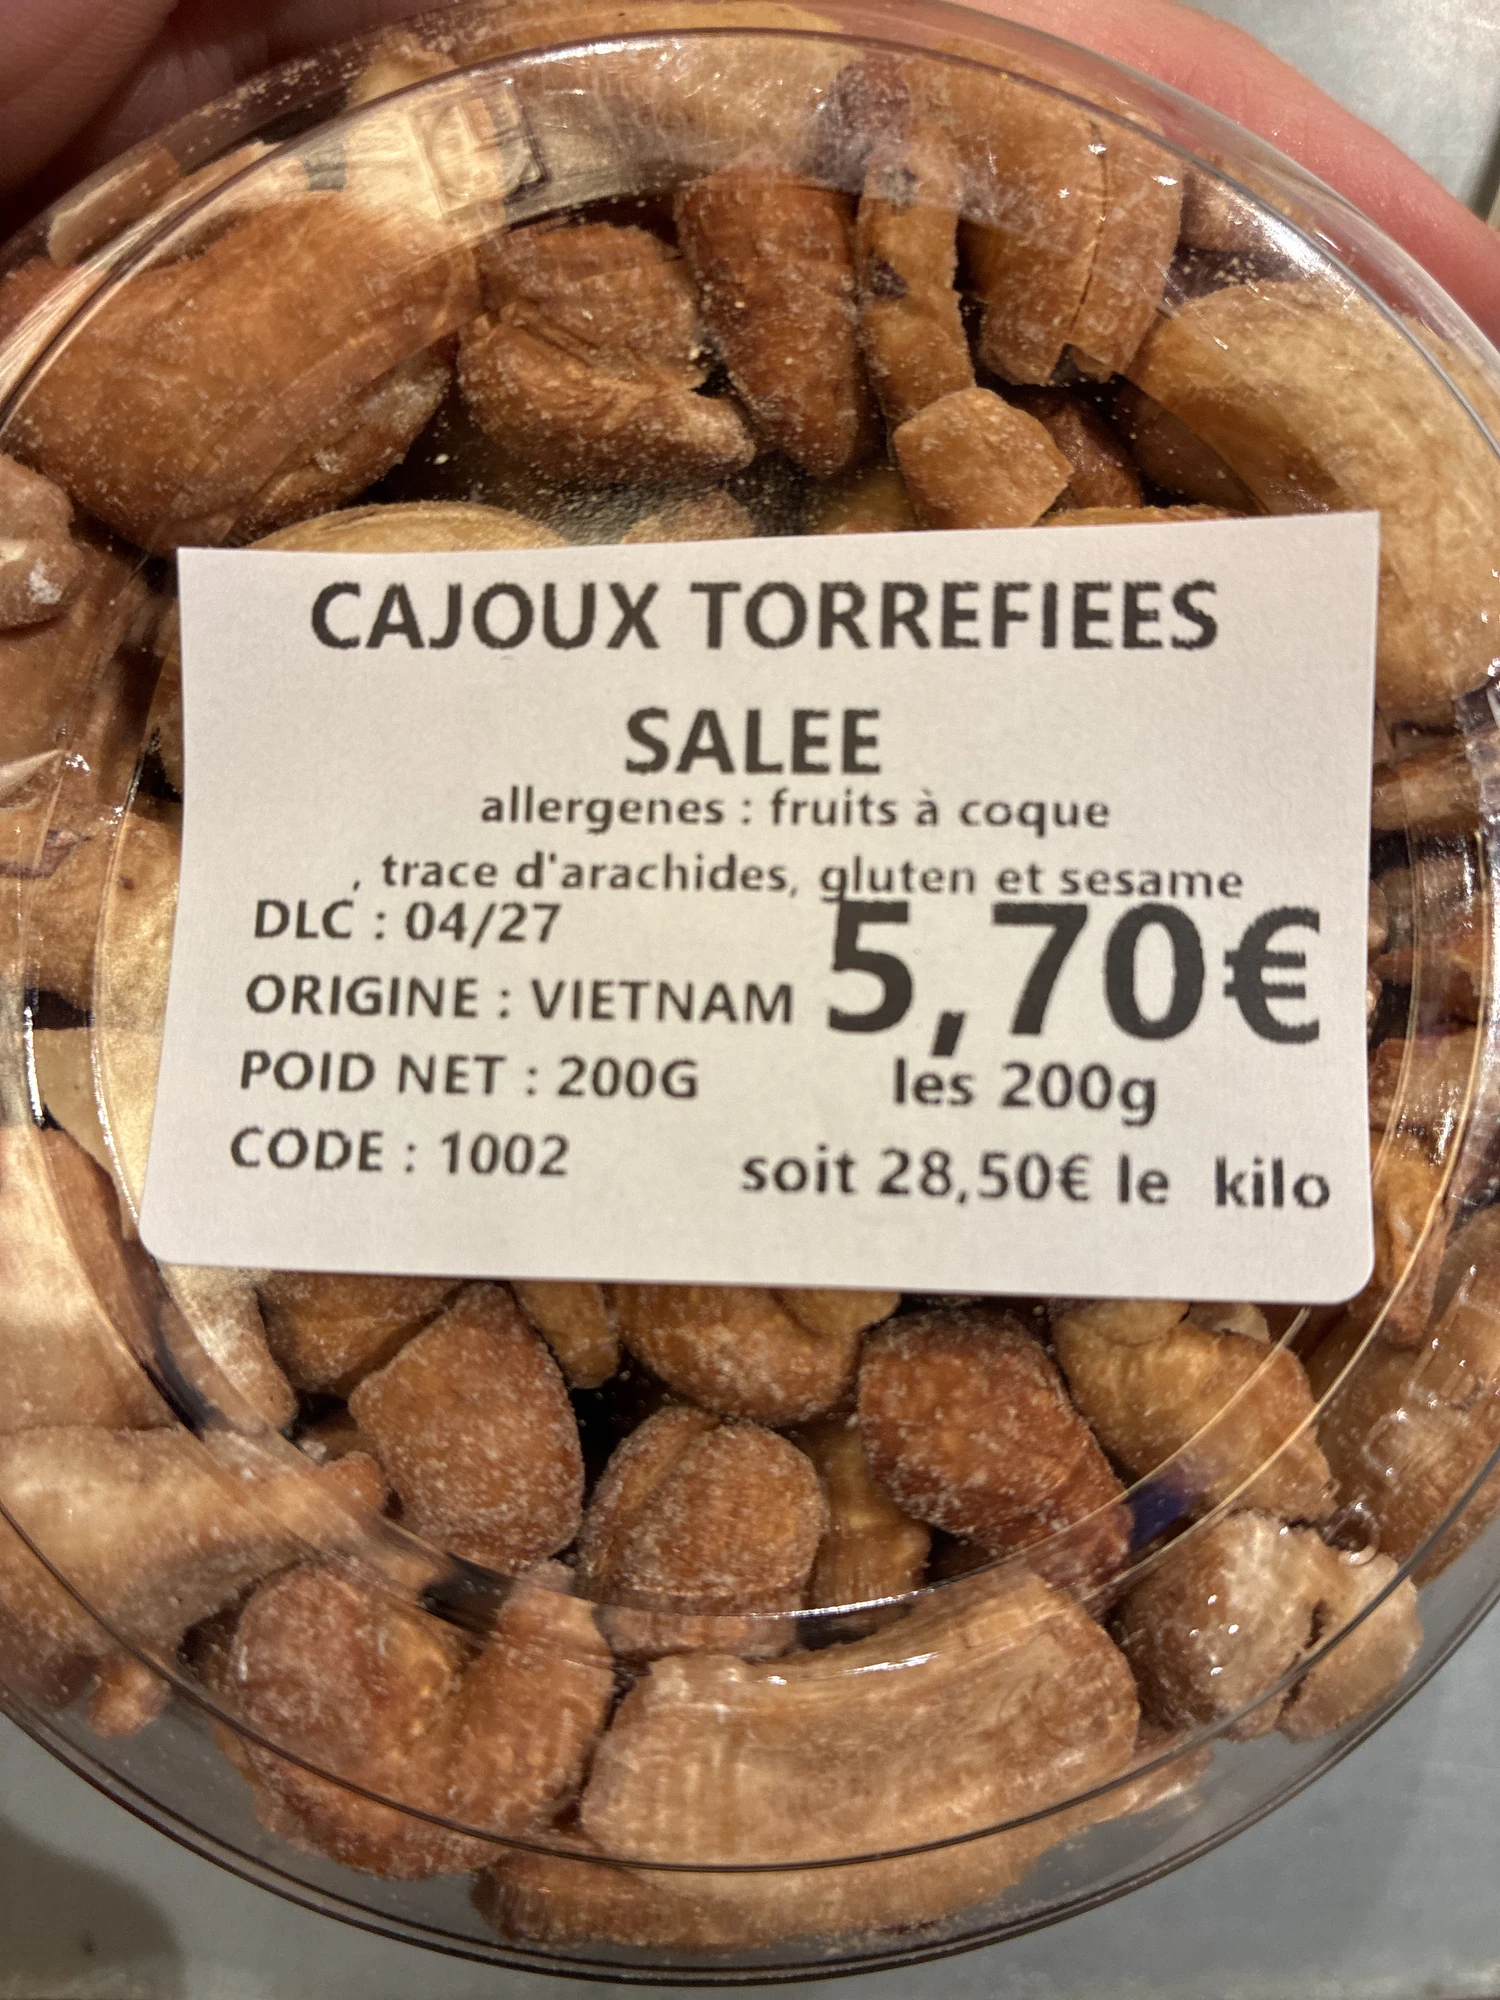 CAJOUX TORREFIEES
SALEE
allergenes : fruits à coque
, trace d'arachides, gluten et sesame
DLC : 04/27
5,70€
ORIGINE : VIETNAM
POID NET : 200G
les 200g
CODE : 1002
soit 28,50€ le kilo